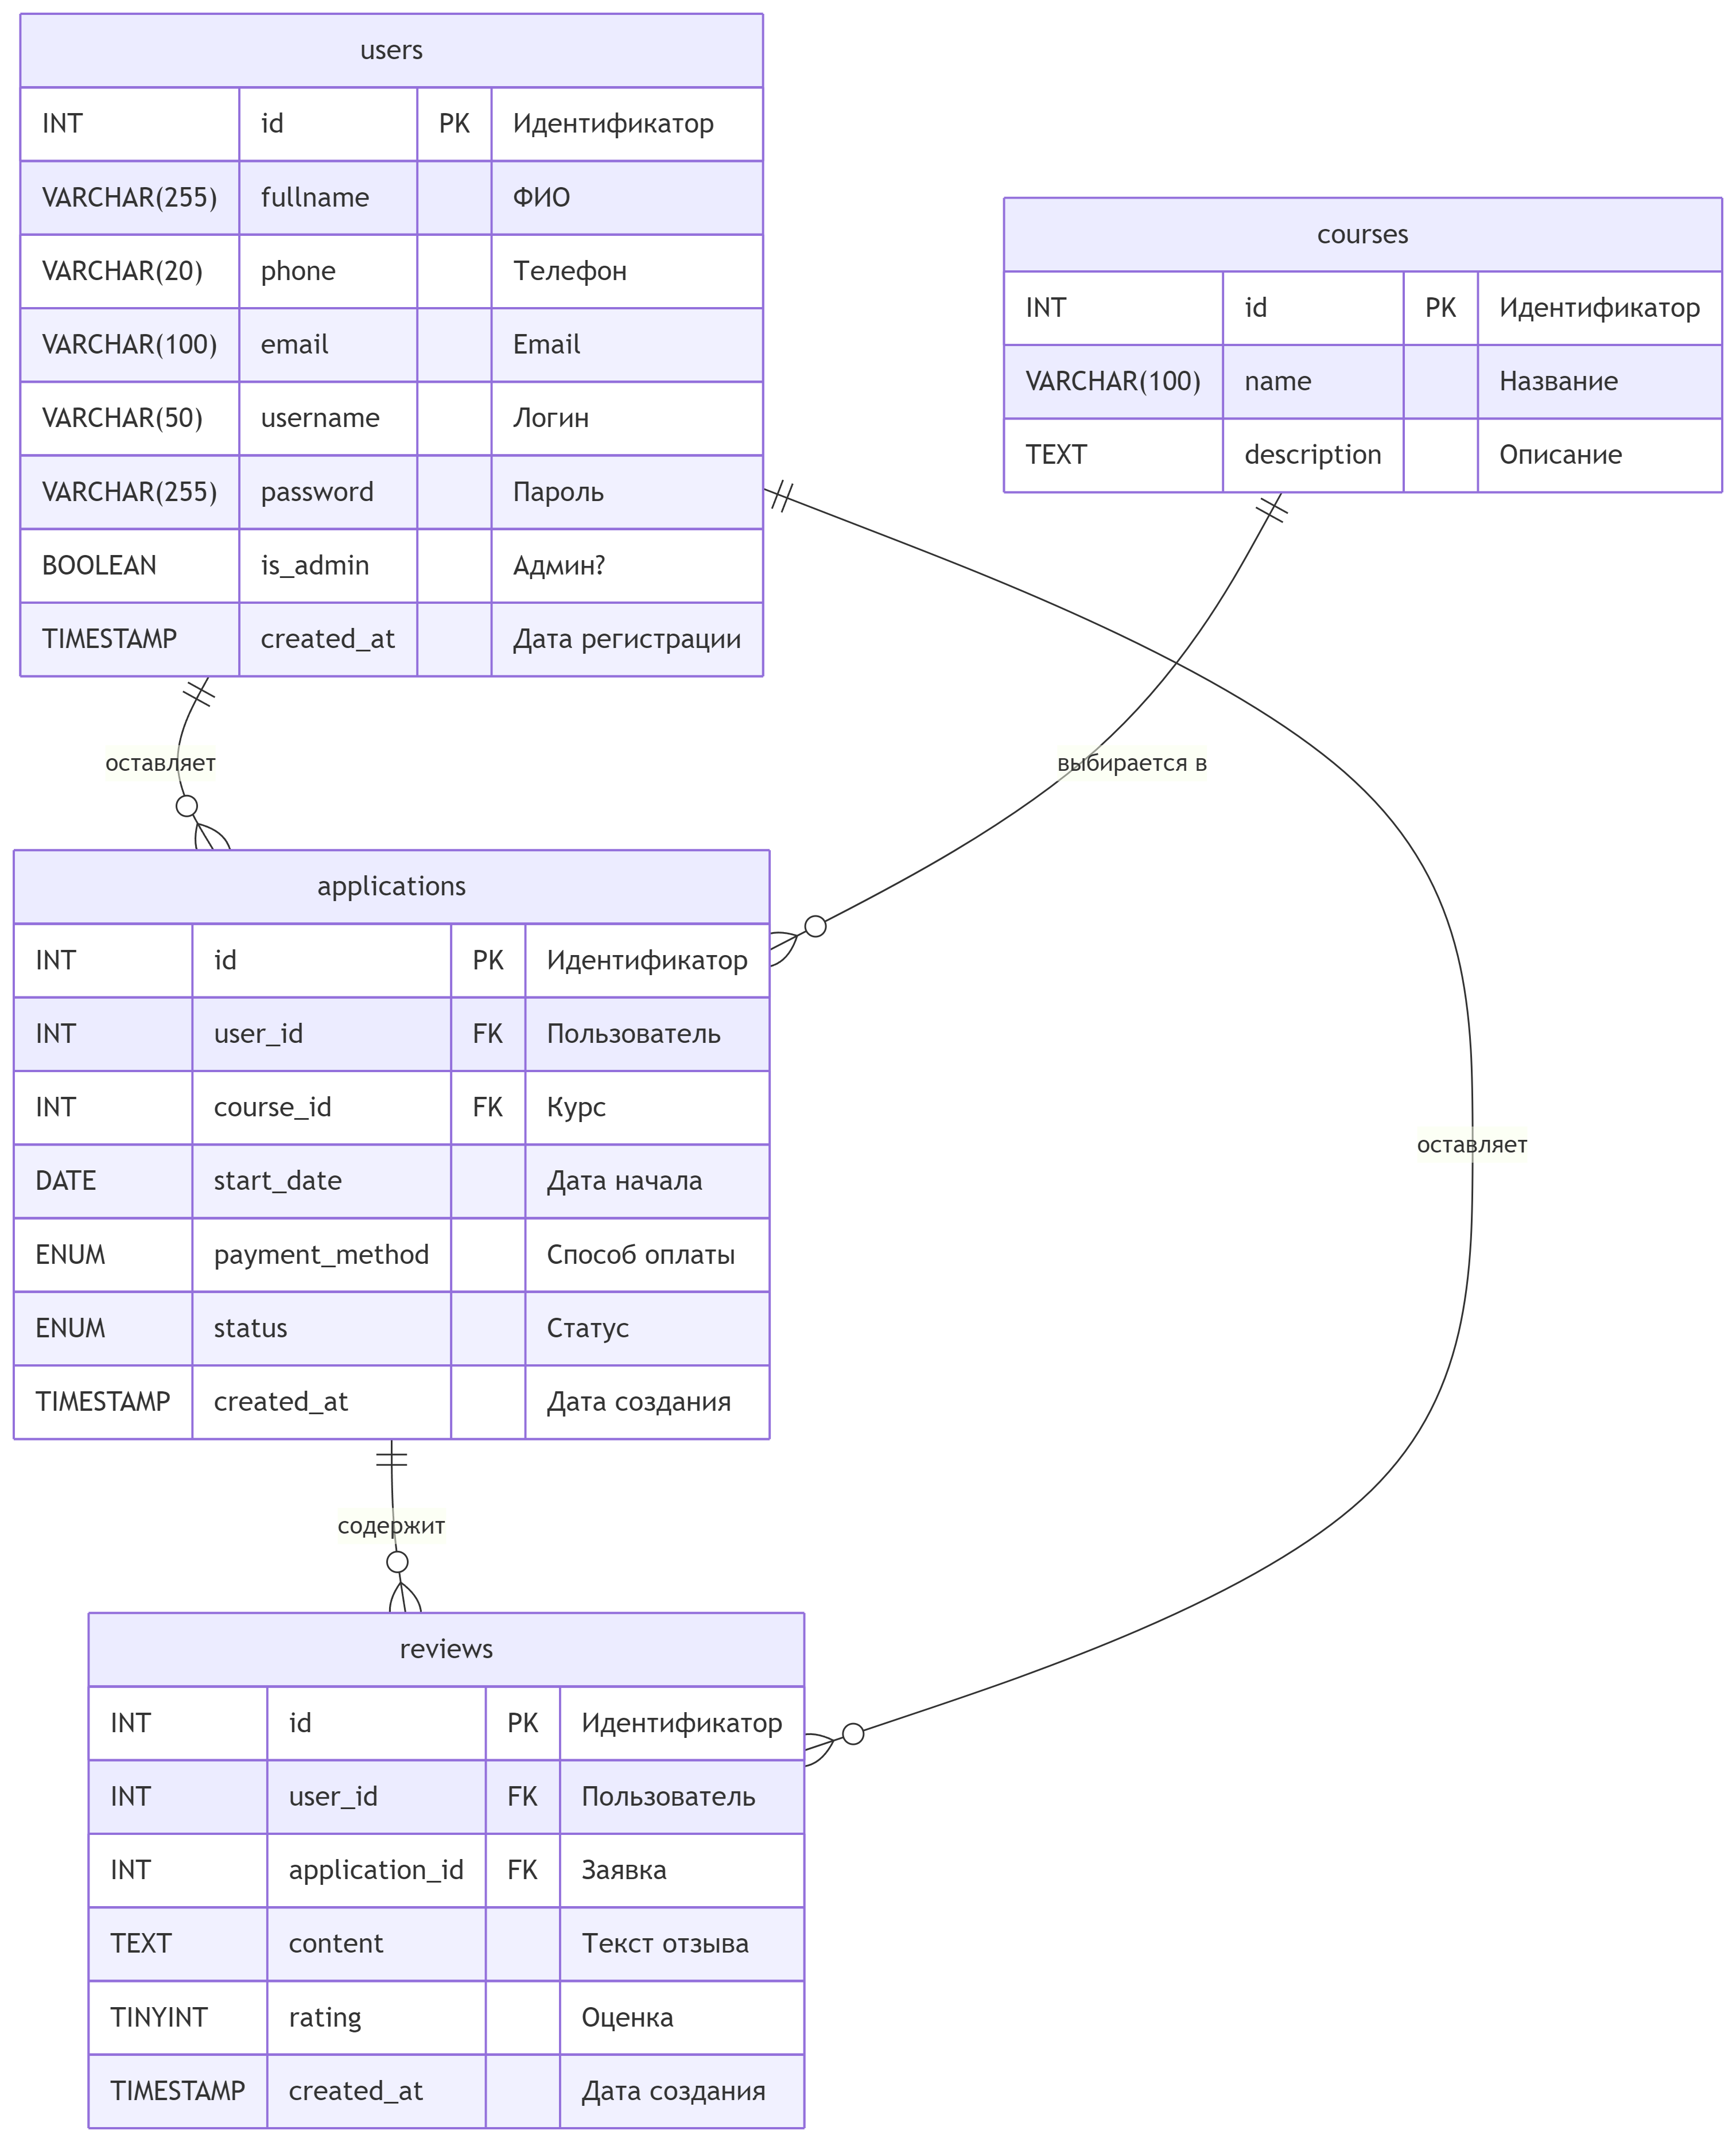 users
INT id PK Идентификатор
VARCHAR(255) fullname ФИО
VARCHAR(20) phone Телефон
VARCHAR(100) email Email
VARCHAR(50) username Логин
VARCHAR(255) password Пароль
BOOLEAN is_admin Админ?
TIMESTAMP created_at Дата регистрации
courses
INT id PK Идентификатор
VARCHAR(100) name Название
TEXT description Описание
оставляет
выбирается в
applications
INT id PK Идентификатор
INT user_id FK Пользователь
INT course_id FK Курс
DATE start_date Дата начала
ENUM payment_method Способ оплаты
ENUM status Статус
TIMESTAMP created_at Дата создания
оставляет
содержит
reviews
INT id PK Идентификатор
INT user_id FK Пользователь
INT application_id FK Заявка
TEXT content Текст отзыва
TINYINT rating Оценка
TIMESTAMP created_at Дата создания